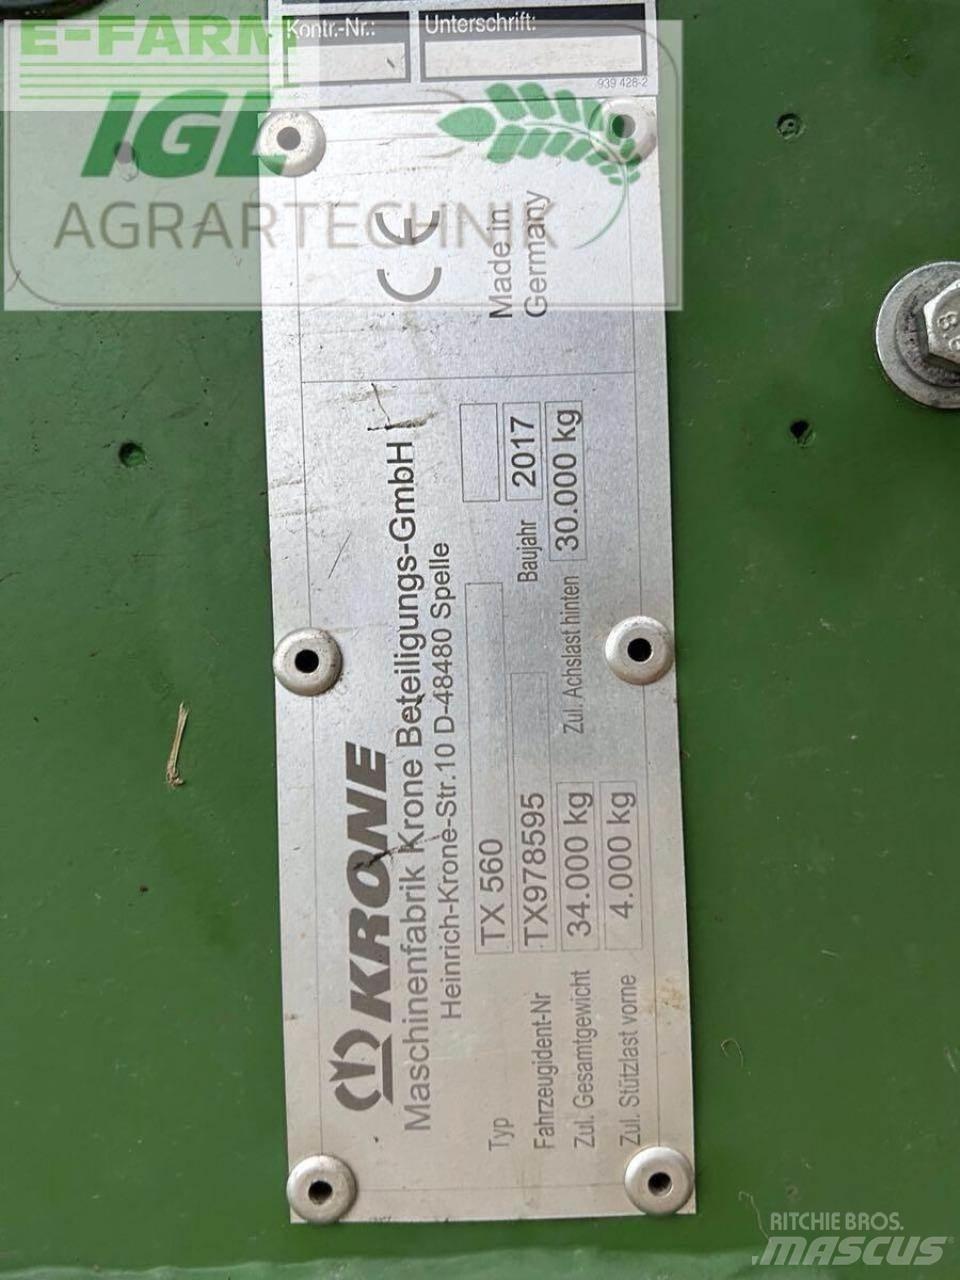 E-FARM
IGL
AGRARTECHNIK
Kontr.-Nr.:
Unterschrift:
939 428-2
KRONE
Maschinenfabrik Krone Beteiligungs-GmbH
Heinrich-Krone-Str.10 D-48480 Spelle
CE
Made in
Germany
Typ TX 560
Fahrzeugident-Nr TX978595 Baujahr 2017
Zul. Gesamtgewicht 34.000 kg Zul. Achslast hinten 30.000 kg
Zul. Stützlast vorne 4.000 kg
8
RITCHIE BROS.
MASCUS